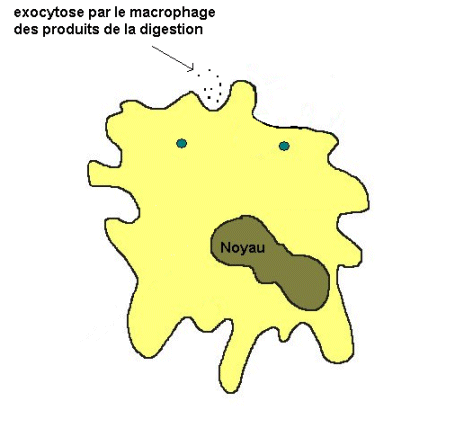 exocytose par le macrophage
des produits de la digestion
Noyau